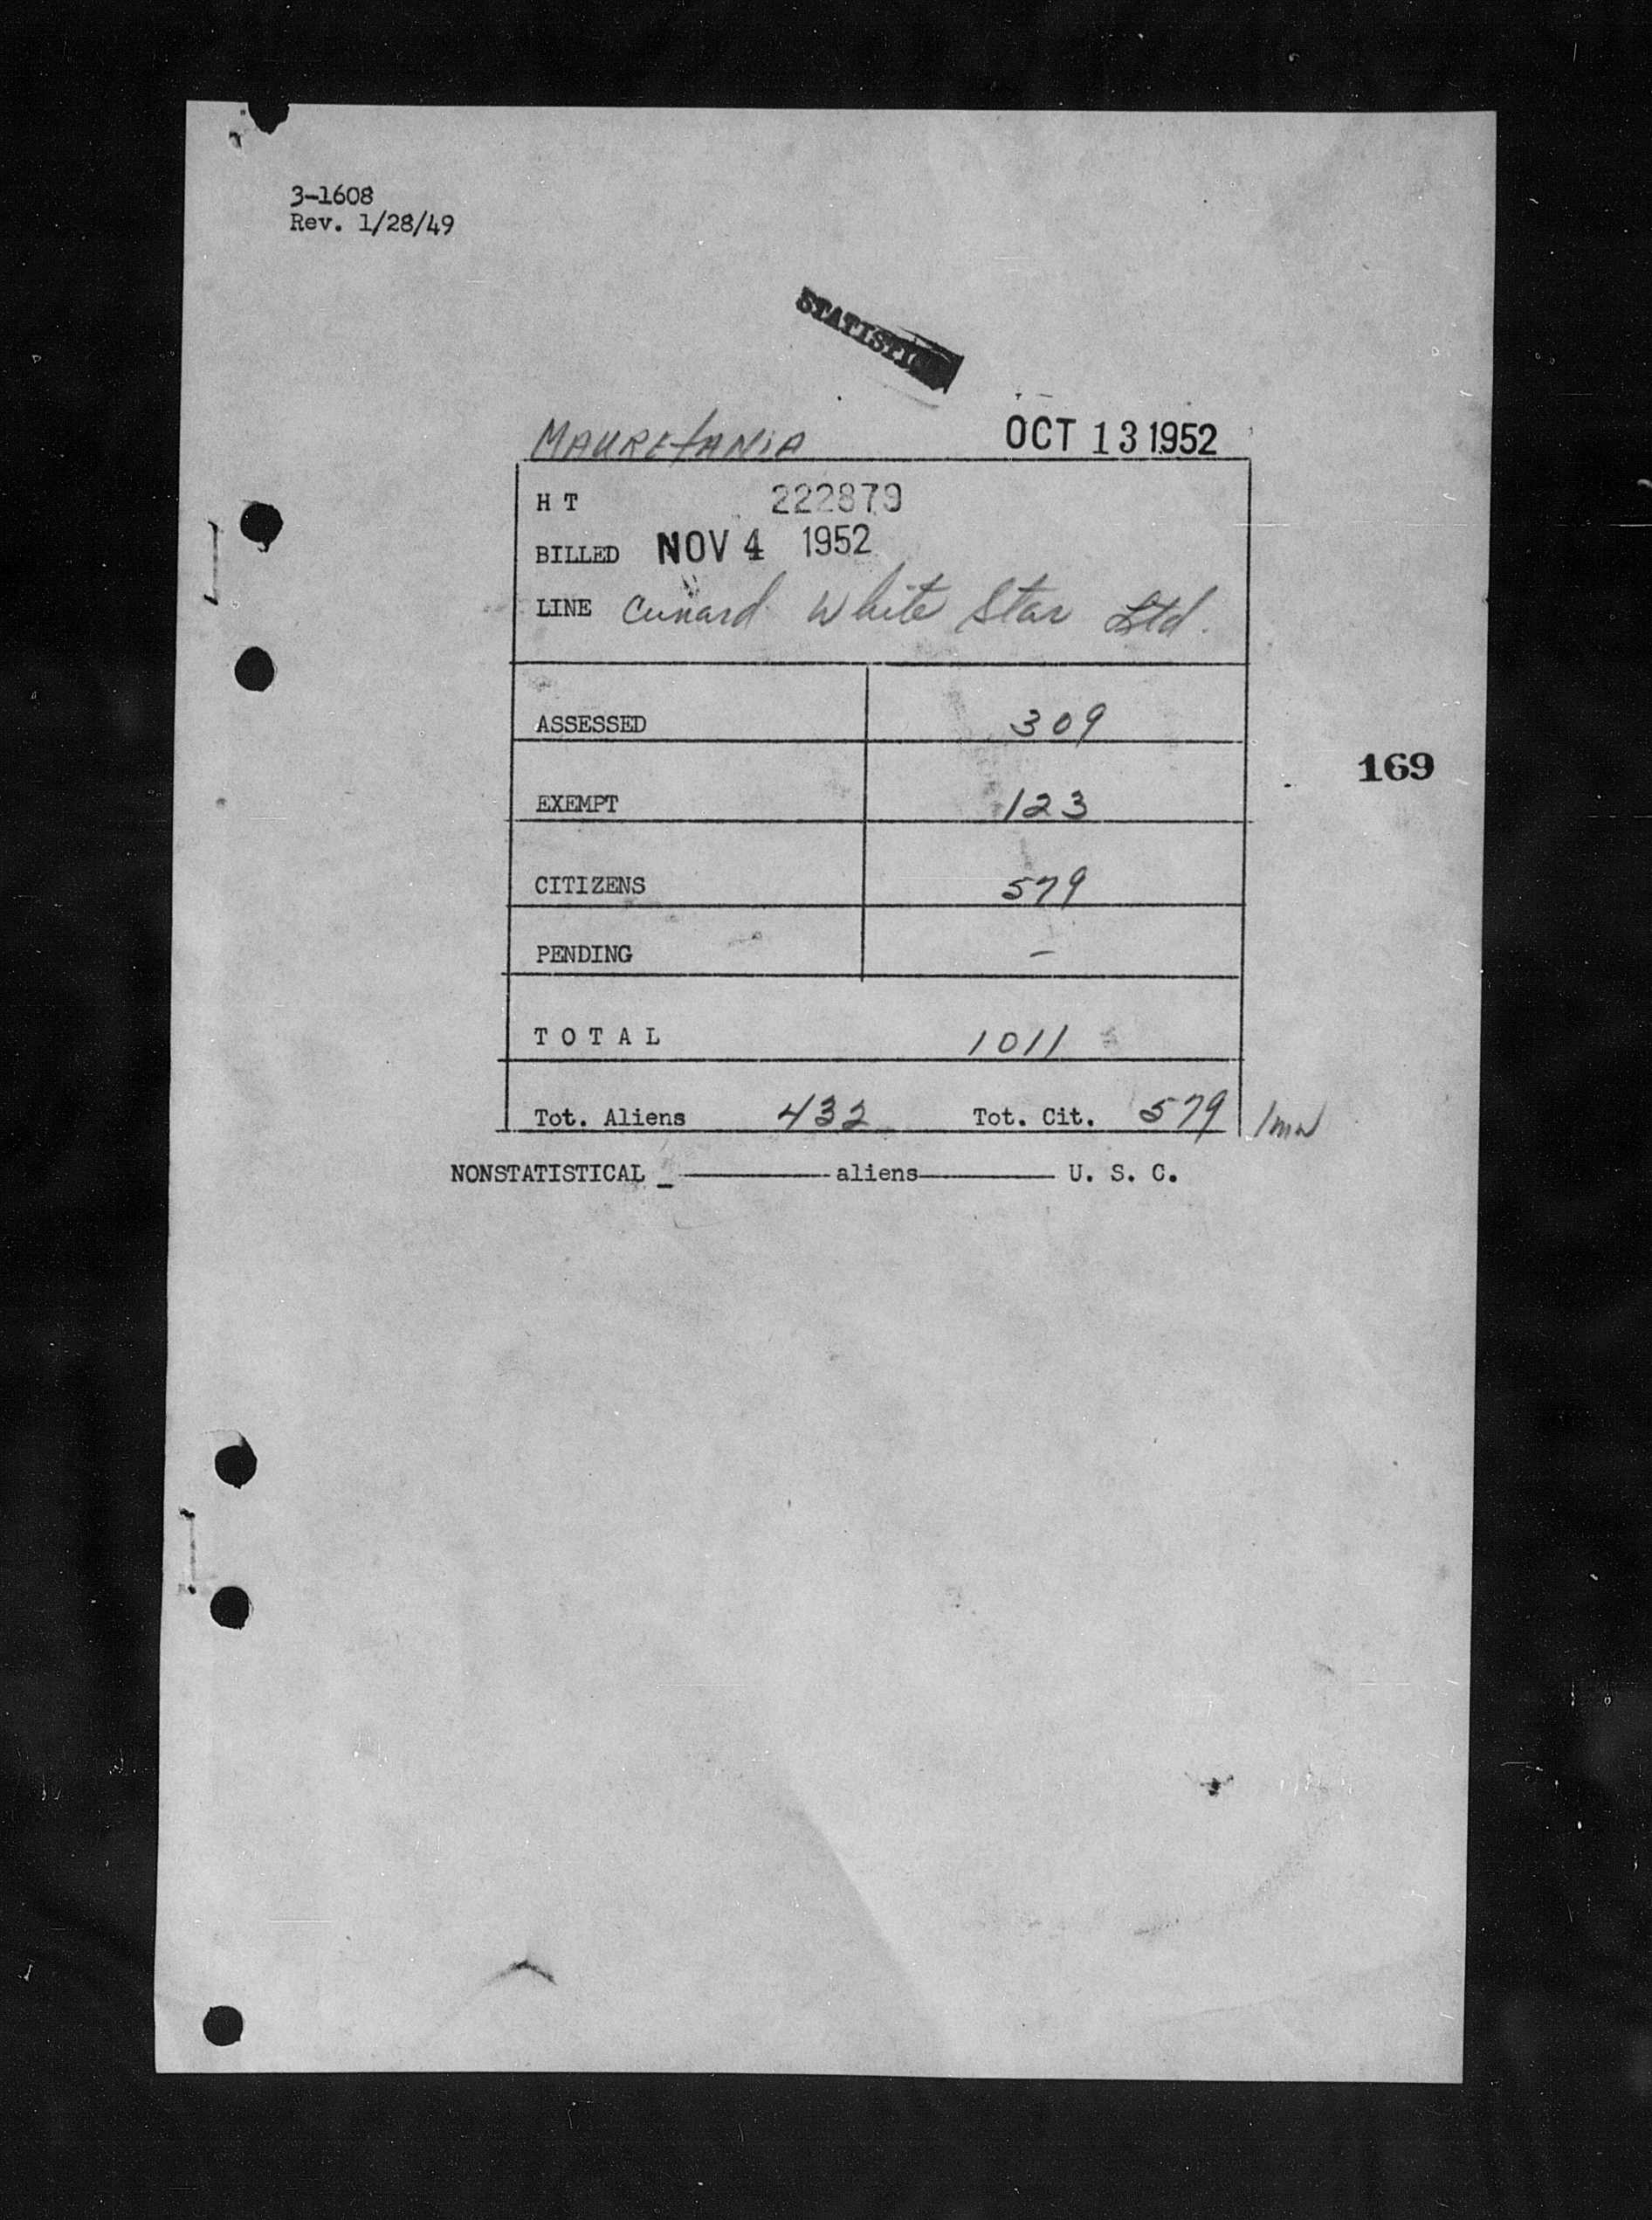 3-1608
Rev. 1/28/49
MAURETANIA OCT 13 1952
H T 222879
BILLED NOV 4 1952
LINE Cunard White Star Ltd.
ASSESSED 309
169
EXEMPT 123
CITIZENS 579
PENDING -
T O T A L 1011
Tot. Aliens 432 Tot. Cit. 579
NONSTATISTICAL aliens U. S. C.